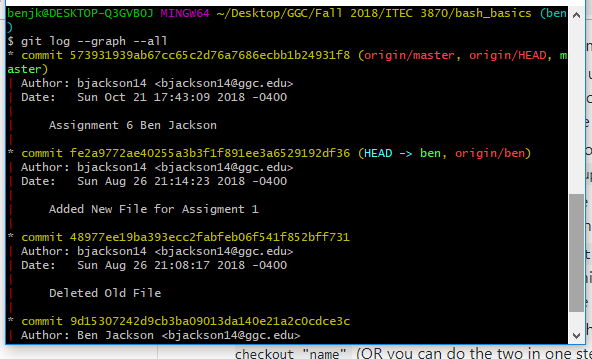 benjk@DESKTOP-Q3GVBOJ MINGW64 ~/Desktop/GGC/Fall 2018/ITEC 3870/bash_basics (ben
)
$ git log --graph --all
* commit 573931939ab67cc65c2d76a7686ecbb1b24931f8 (origin/master, origin/HEAD, m
aster)
| Author: bjackson14 <bjackson14@ggc.edu>
| Date:   Sun Oct 21 17:43:09 2018 -0400
|
|     Assignment 6 Ben Jackson
|
* commit fe2a9772ae40255a3b3f1f891ee3a6529192df36 (HEAD -> ben, origin/ben)
| Author: bjackson14 <bjackson14@ggc.edu>
| Date:   Sun Aug 26 21:14:23 2018 -0400
|
|     Added New File for Assigment 1
|
* commit 48977ee19ba393ecc2fabfeb06f541f852bff731
| Author: bjackson14 <bjackson14@ggc.edu>
| Date:   Sun Aug 26 21:08:17 2018 -0400
|
|     Deleted Old File
|
* commit 9d15307242d9cb3ba09013da140e21a2c0cdce3c
| Author: Ben Jackson <bjackson14@ggc.edu>
checkout "name" (OR you can do the two in one ste